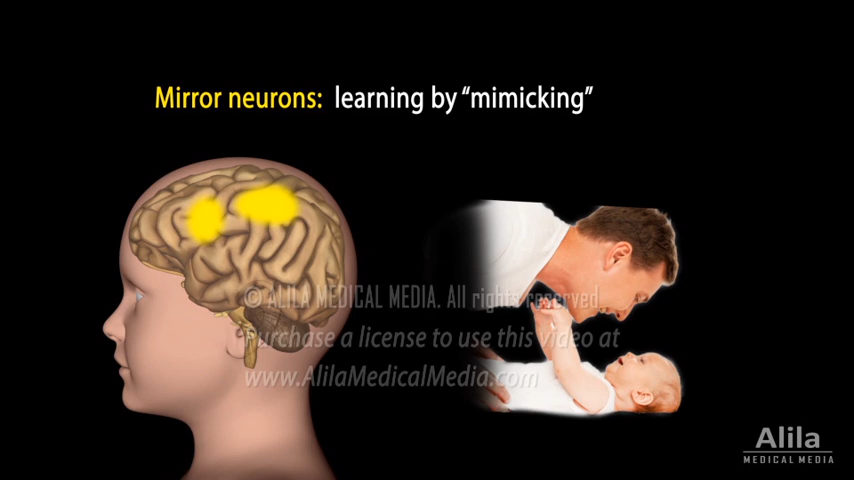 Mirror neurons: learning by “mimicking”
© ALILA MEDICAL MEDIA. All rights reserved.
Purchase a license to use this video at
www.AlilaMedicalMedia.com
Alila
MEDICAL MEDIA